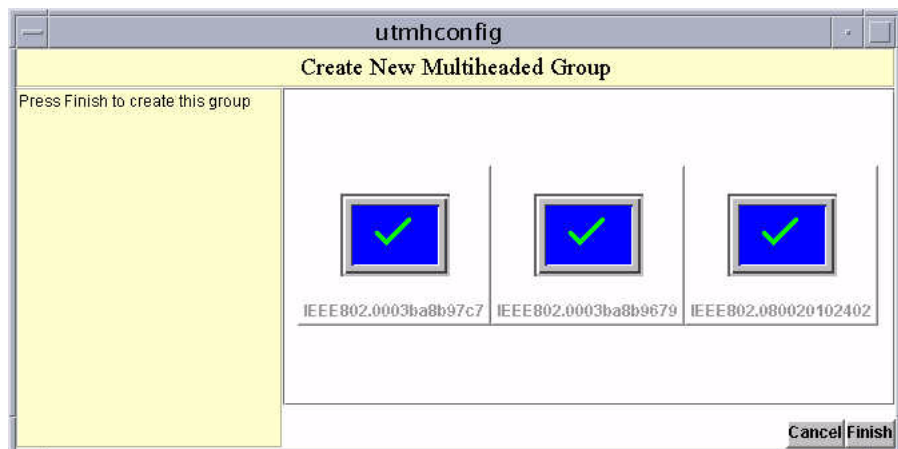 utmhconfig
Create New Multiheaded Group
Press Finish to create this group
IEEE802.0003ba8b97c7 IEEE802.0003ba8b9679 IEEE802.080020102402
Cancel Finish